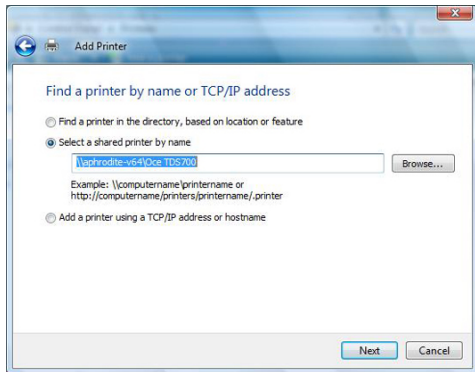 Add Printer
Find a printer by name or TCP/IP address
Find a printer in the directory, based on location or feature
Select a shared printer by name
\\aphrodite-v64\Oce TDS700
Browse...
Example: \\computername\printername or
http://computername/printers/printername/.printer
Add a printer using a TCP/IP address or hostname
Next
Cancel